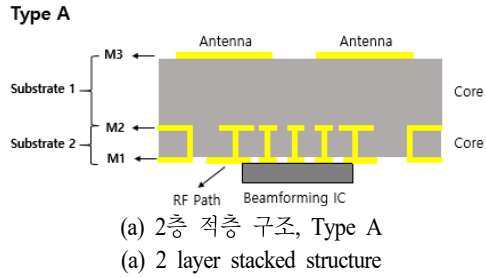 Type A
Antenna Antenna
M3
Substrate 1
Core
M2
Substrate 2
Core
M1
RF Path Beamforming IC
(a) 2층 적층 구조, Type A
(a) 2 layer stacked structure